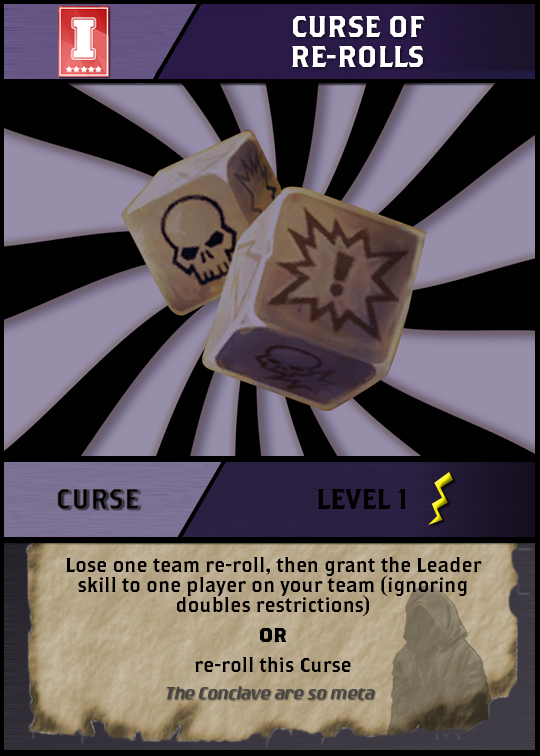 I
CURSE OF
RE-ROLLS
!
CURSE
LEVEL 1
Lose one team re-roll, then grant the Leader
skill to one player on your team (ignoring
doubles restrictions)
OR
re-roll this Curse
The Conclave are so meta